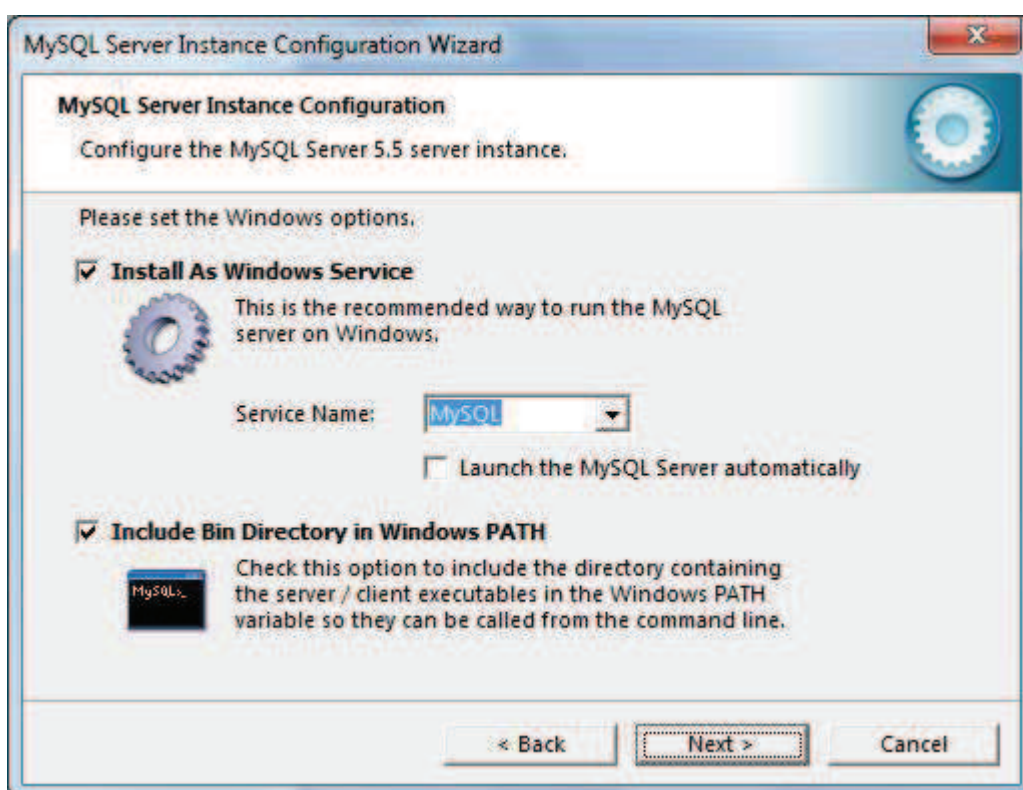 MySQL Server Instance Configuration Wizard
MySQL Server Instance Configuration
Configure the MySQL Server 5.5 server instance.
Please set the Windows options.
Install As Windows Service
This is the recommended way to run the MySQL
server on Windows.
Service Name: MySQL
Launch the MySQL Server automatically
Include Bin Directory in Windows PATH
MySQL>_
Check this option to include the directory containing
the server / client executables in the Windows PATH
variable so they can be called from the command line.
< Back Next > Cancel